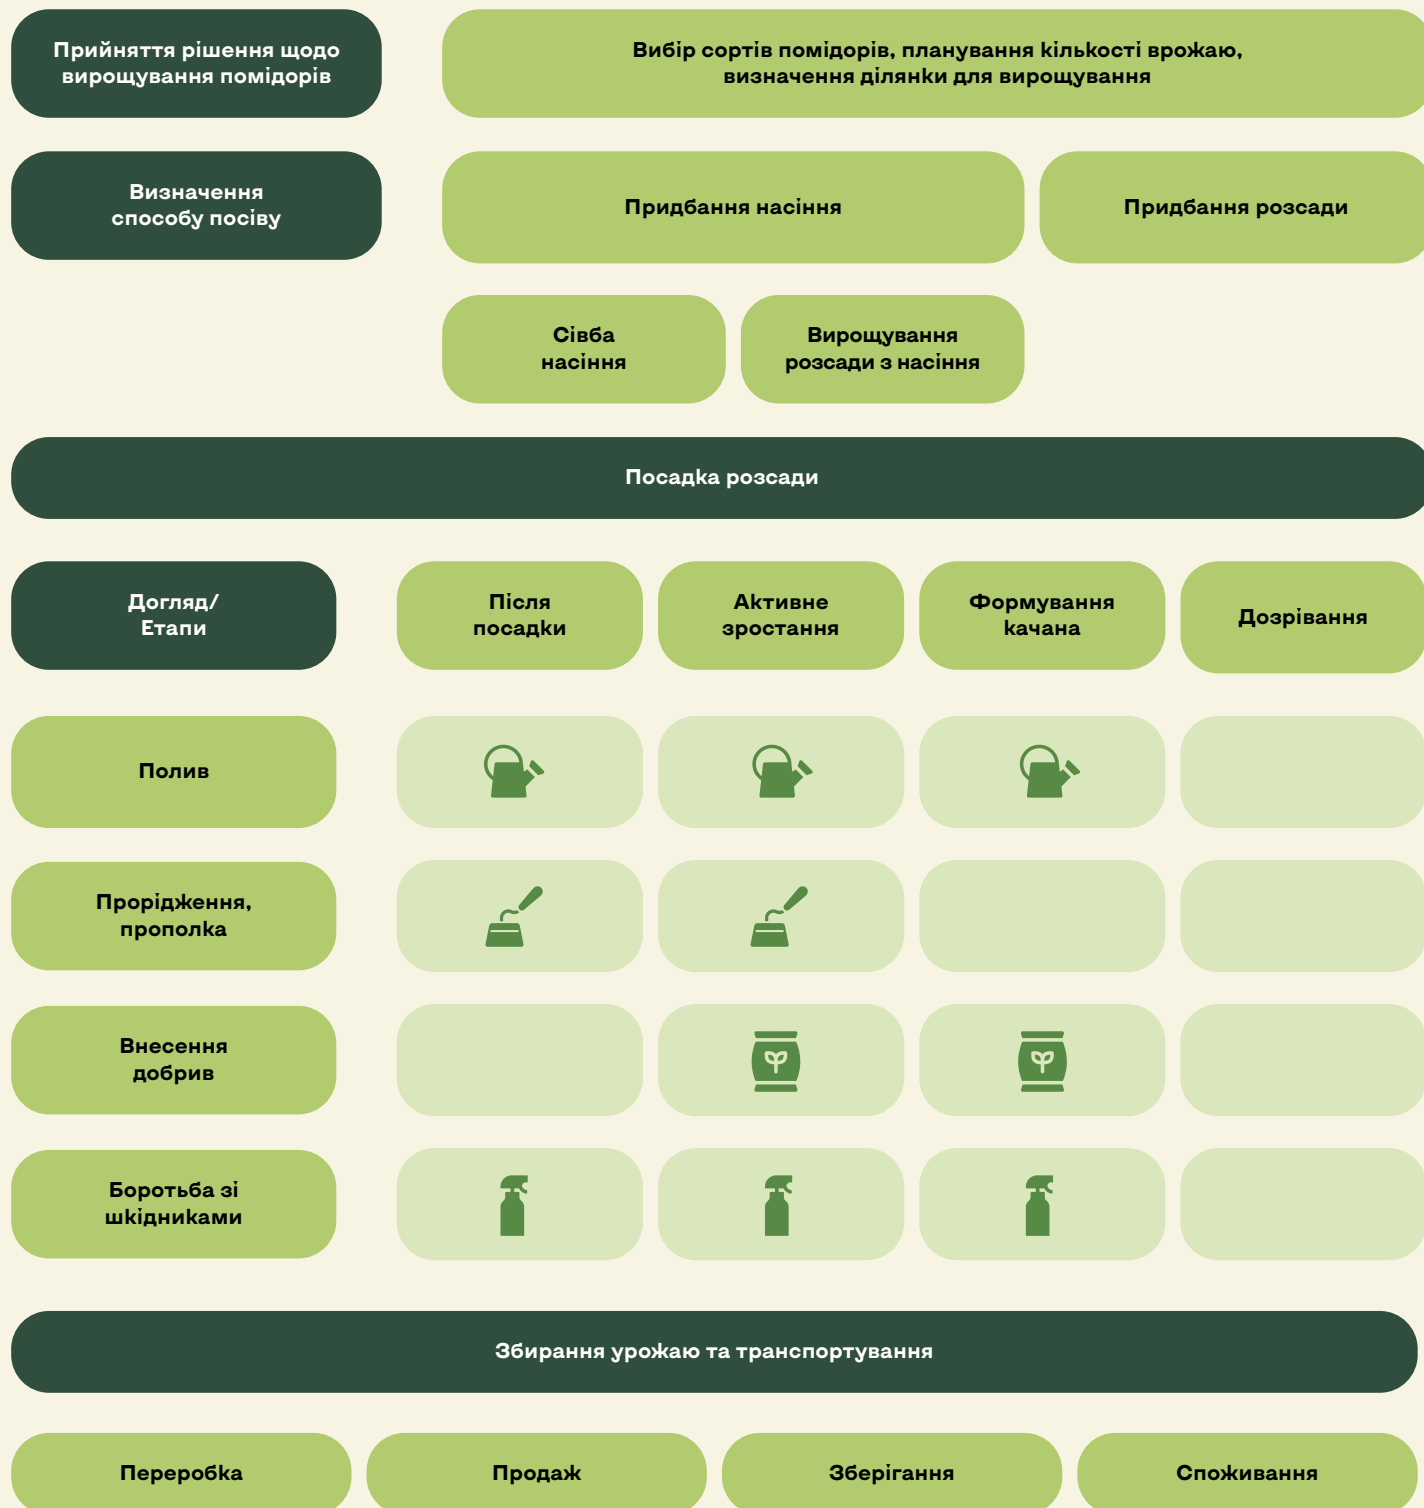 Прийняття рішення щодо
вирощування помідорів
Вибір сортів помідорів, планування кількості врожаю,
визначення ділянки для вирощування
Визначення
способу посіву
Придбання насіння
Придбання розсади
Сівба
насіння
Вирощування
розсади з насіння
Посадка розсади
Догляд/
Етапи
Після
посадки
Активне
зростання
Формування
качана
Дозрівання
Полив
Прорідження,
прополка
Внесення
добрив
Боротьба зі
шкідниками
Збирання урожаю та транспортування
Переробка
Продаж
Зберігання
Споживання